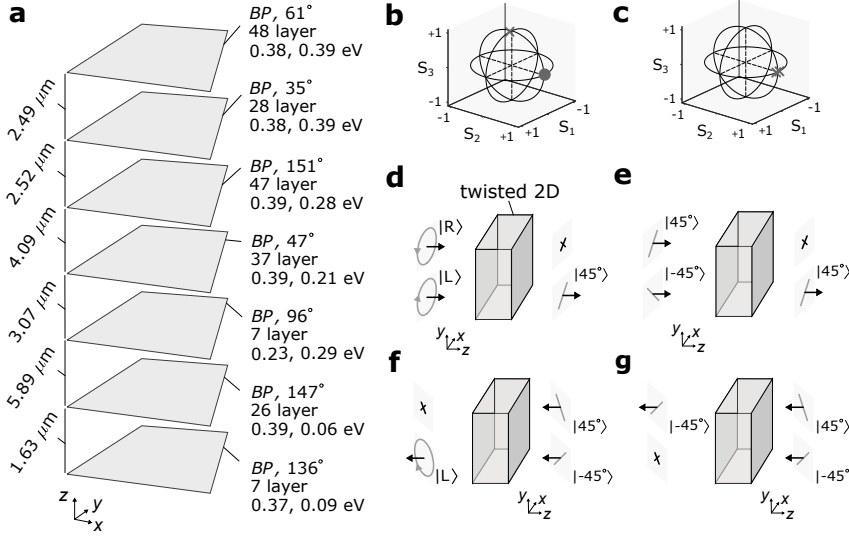 a
BP, 61°
48 layer
0.38, 0.39 eV
2.49 μm
BP, 35°
28 layer
0.38, 0.39 eV
2.52 μm
BP, 151°
47 layer
0.39, 0.28 eV
4.09 μm
BP, 47°
37 layer
0.39, 0.21 eV
3.07 μm
BP, 96°
7 layer
0.23, 0.29 eV
5.89 μm
BP, 147°
26 layer
0.39, 0.06 eV
1.63 μm
BP, 136°
7 layer
0.37, 0.09 eV
z
y
x
b
+1
S3
-1
-1
S2
+1
+1
S1
-1
c
+1
S3
-1
-1
S2
+1
+1
S1
-1
d
twisted 2D
|R⟩
|L⟩
|45°⟩
y
x
z
e
|45°⟩
|-45°⟩
|45°⟩
y
x
z
f
|45°⟩
|L⟩
|-45°⟩
y
x
z
g
|-45°⟩
|45°⟩
|-45°⟩
y
x
z